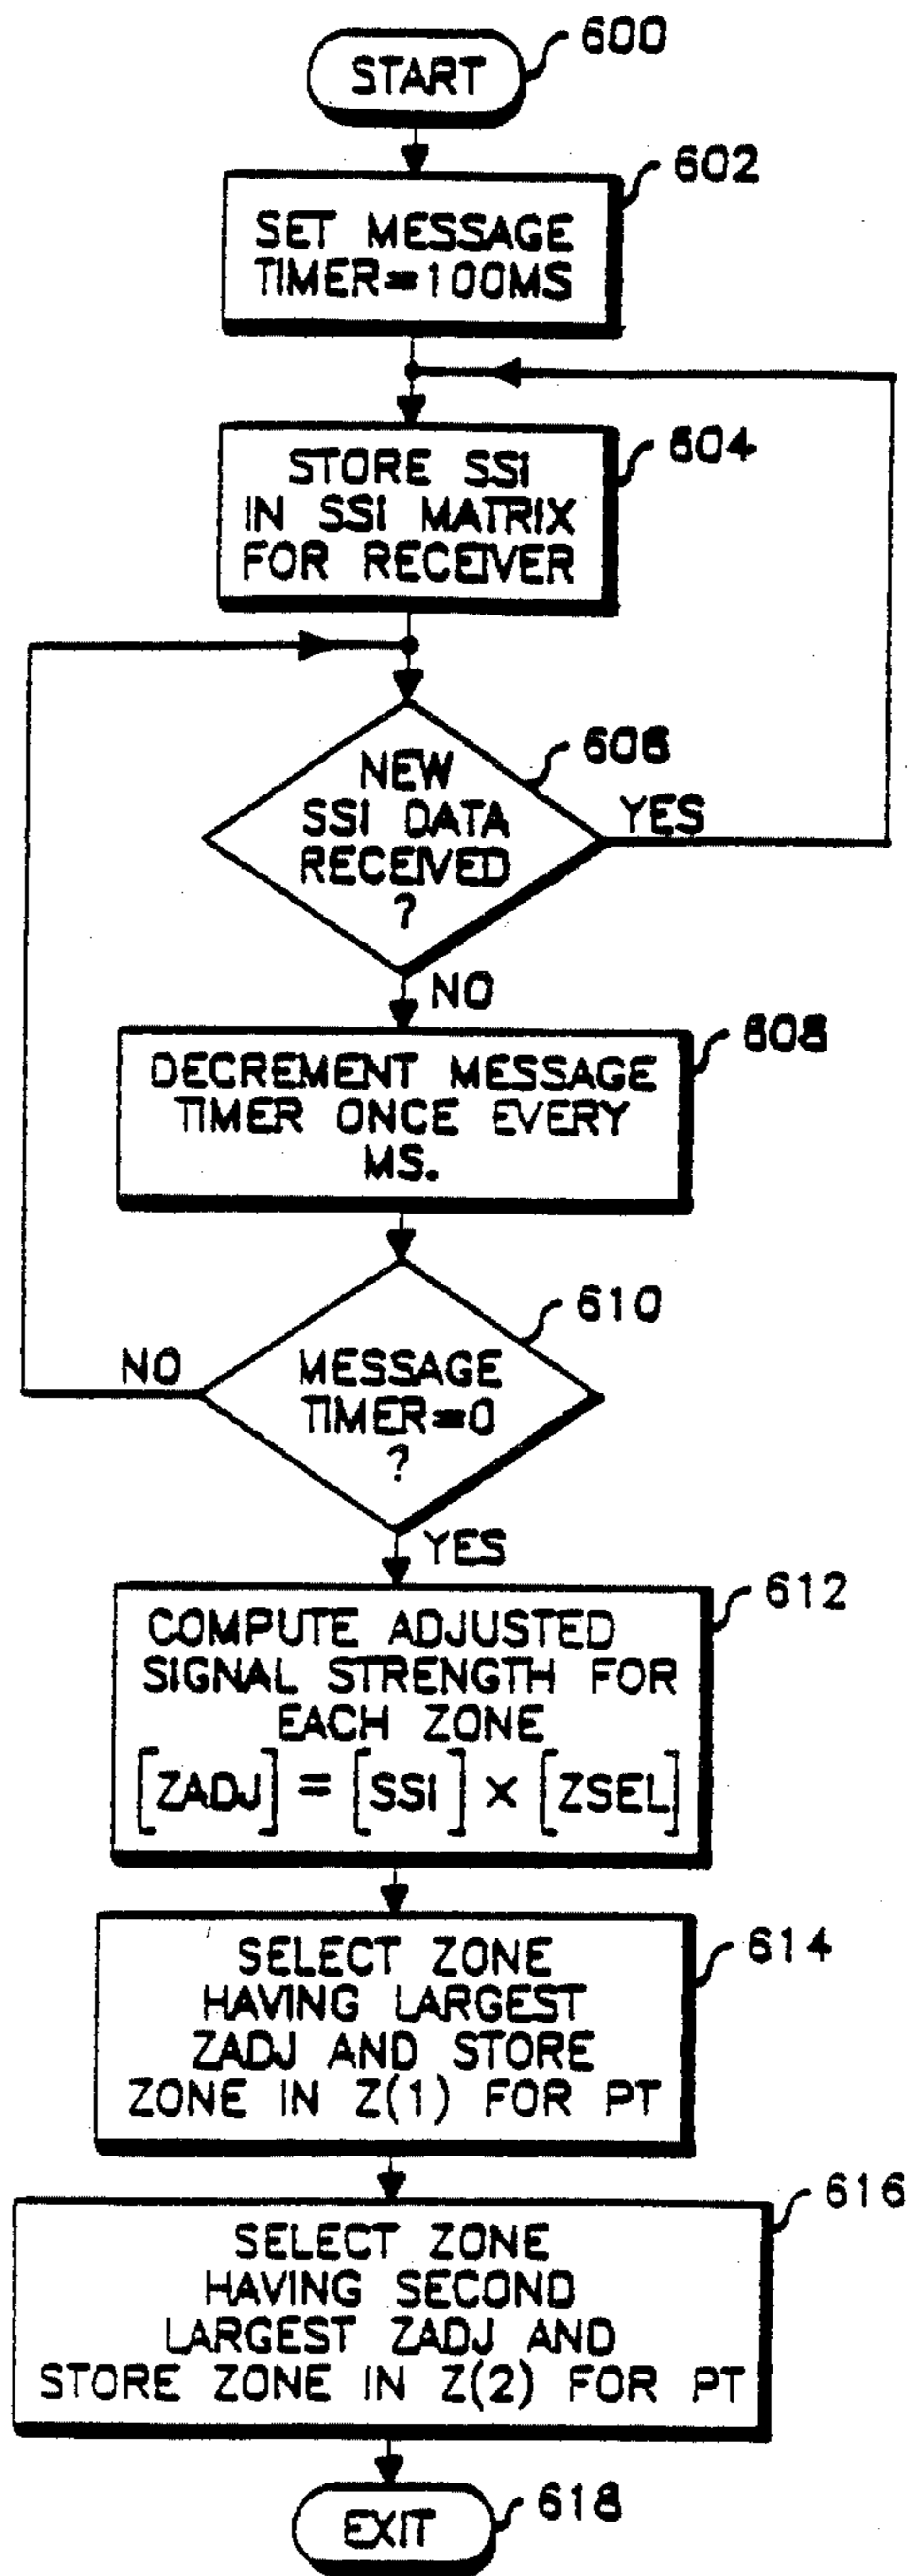 START
600
602
SET MESSAGE
TIMER=100MS
604
STORE SSI
IN SSI MATRIX
FOR RECEIVER
606
NEW
SSI DATA
RECEIVED
?
YES
NO
608
DECREMENT MESSAGE
TIMER ONCE EVERY
MS.
610
NO
MESSAGE
TIMER=0
?
YES
612
COMPUTE ADJUSTED
SIGNAL STRENGTH FOR
EACH ZONE
[ZADJ] = [SSI] × [ZSEL]
614
SELECT ZONE
HAVING LARGEST
ZADJ AND STORE
ZONE IN Z(1) FOR PT
616
SELECT ZONE
HAVING SECOND
LARGEST ZADJ AND
STORE ZONE IN Z(2) FOR PT
EXIT
618